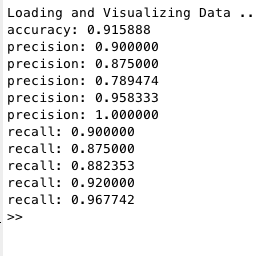 Loading and Visualizing Data ..
accuracy: 0.915888
precision: 0.900000
precision: 0.875000
precision: 0.789474
precision: 0.958333
precision: 1.000000
recall: 0.900000
recall: 0.875000
recall: 0.882353
recall: 0.920000
recall: 0.967742
>>